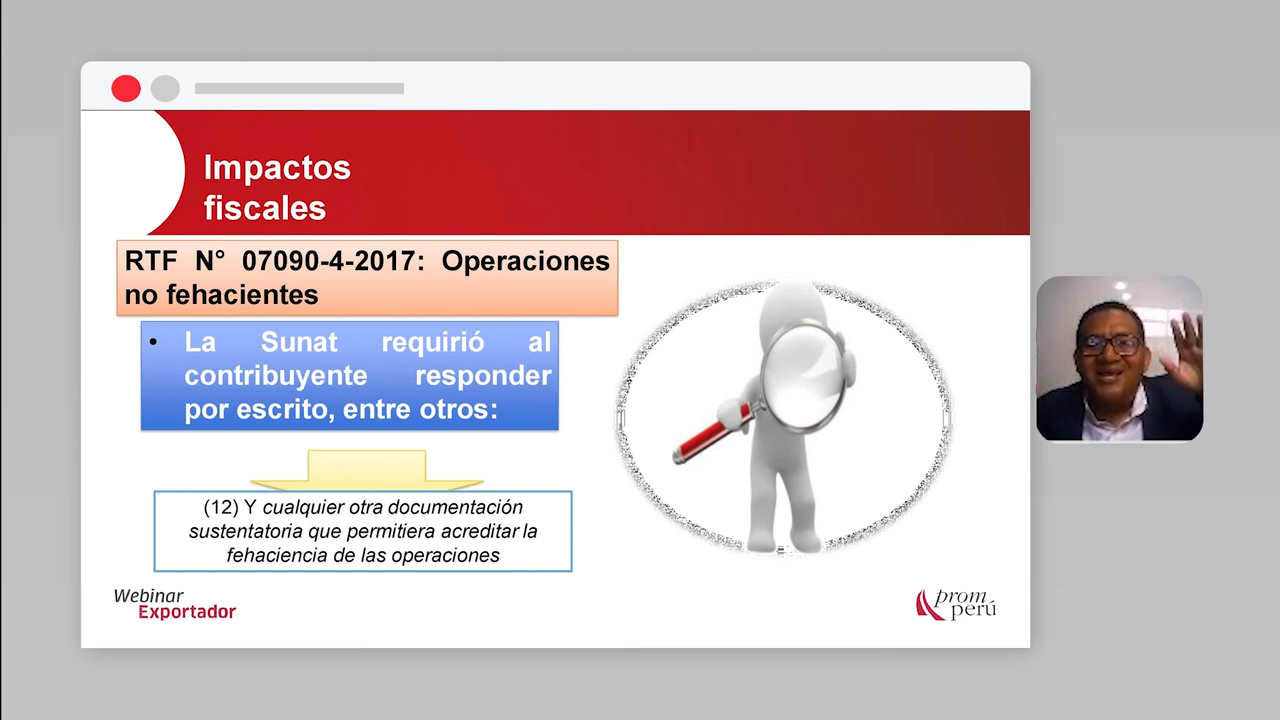 Impactos
fiscales
RTF N° 07090-4-2017: Operaciones
no fehacientes
• La Sunat requirió al
contribuyente responder
por escrito, entre otros:
(12) Y cualquier otra documentación
sustentatoria que permitiera acreditar la
fehaciencia de las operaciones
Webinar
Exportador
prom
perú